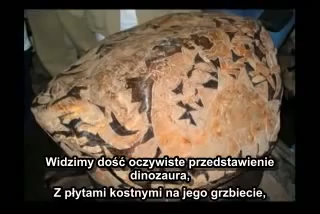 Widzimy dość oczywiste przedstawienie
dinozaura,
Z płytami kostnymi na jego grzbiecie,